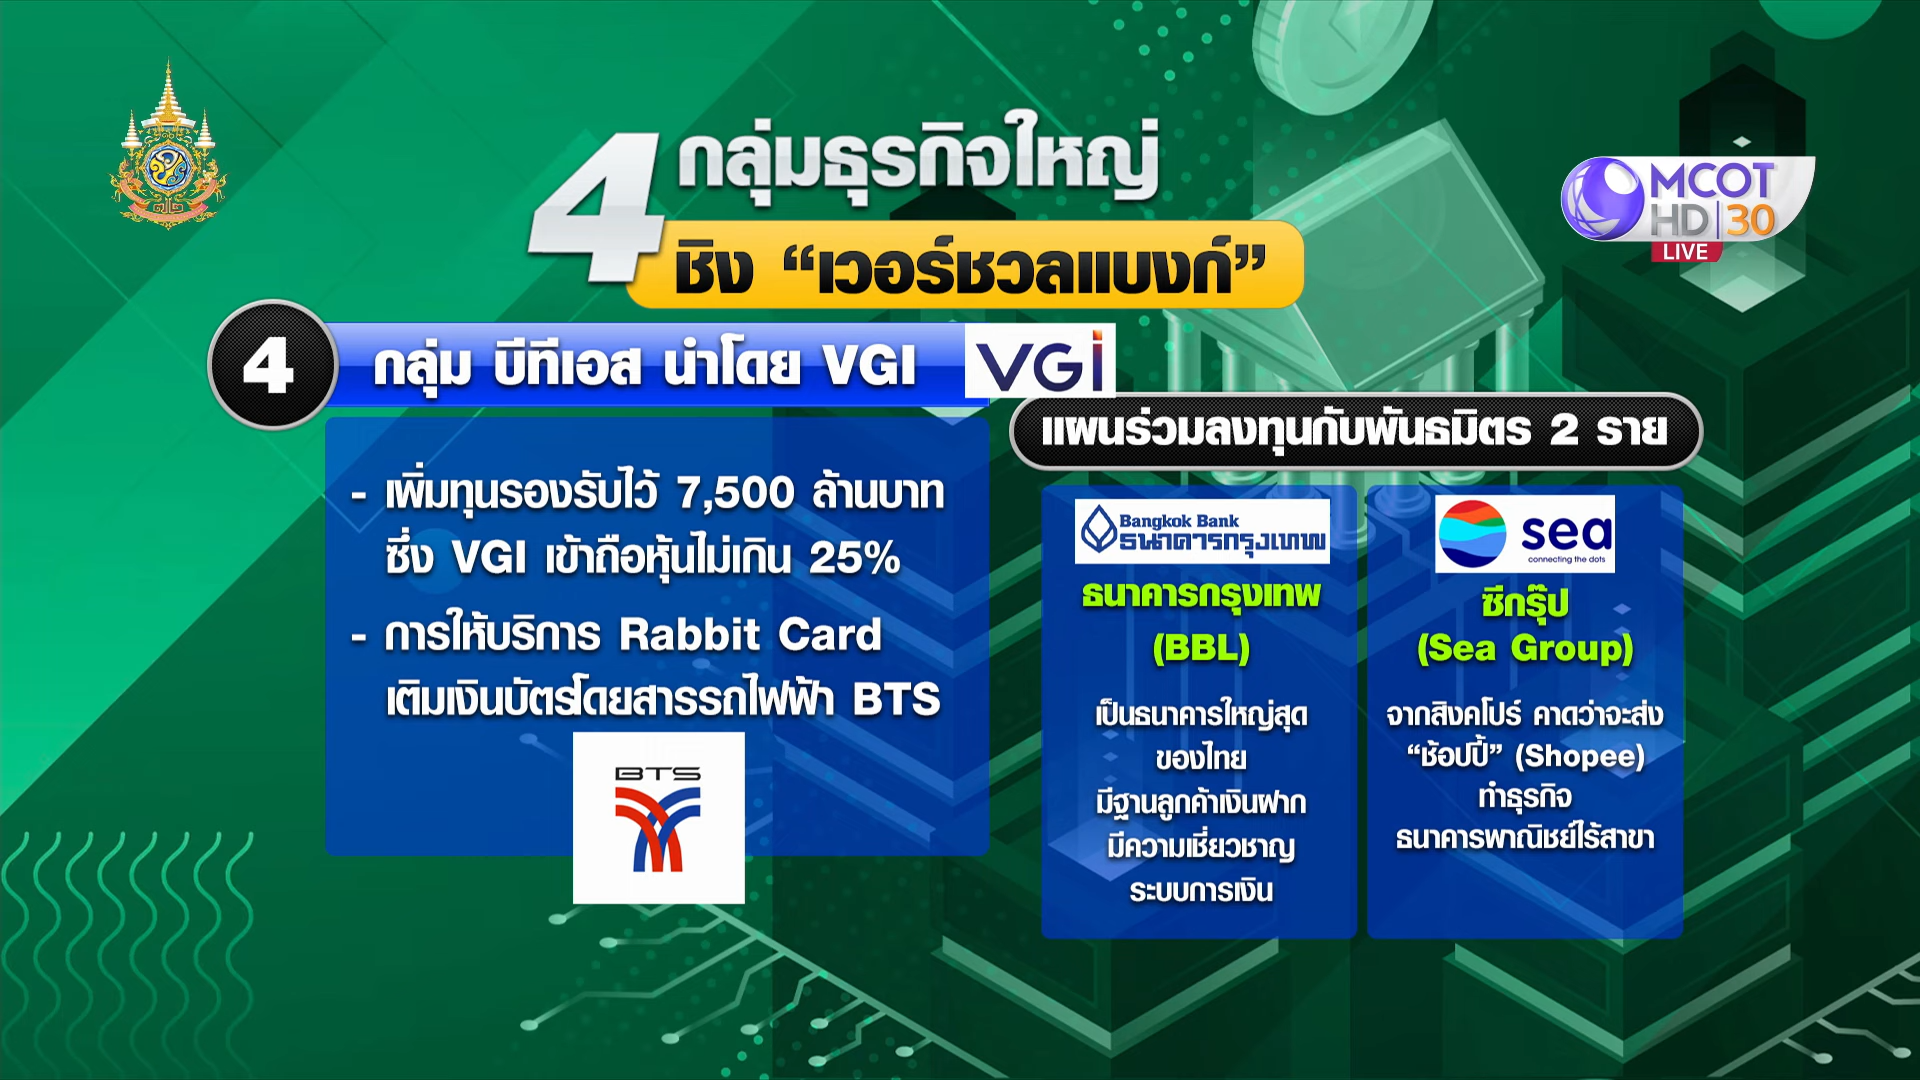 4 กลุ่มธุรกิจใหญ่
ชิง “เวอร์ชวลแบงก์”
MCOT
HD 30
LIVE
4 กลุ่ม บีทีเอส นำโดย VGI
VGI
แผนร่วมลงทุนกับพันธมิตร 2 ราย
- เพิ่มทุนรองรับไว้ 7,500 ล้านบาท
ซึ่ง VGI เข้าถือหุ้นไม่เกิน 25%
- การให้บริการ Rabbit Card
เติมเงินบัตรโดยสารรถไฟฟ้า BTS
BTS
Bangkok Bank
ธนาคารกรุงเทพ
ธนาคารกรุงเทพ
(BBL)
เป็นธนาคารใหญ่สุด
ของไทย
มีฐานลูกค้าเงินฝาก
มีความเชี่ยวชาญ
ระบบการเงิน
sea
connecting the dots
ซีกรุ๊ป
(Sea Group)
จากสิงคโปร์ คาดว่าจะส่ง
“ช้อปปี้” (Shopee)
ทำธุรกิจ
ธนาคารพาณิชย์ไร้สาขา